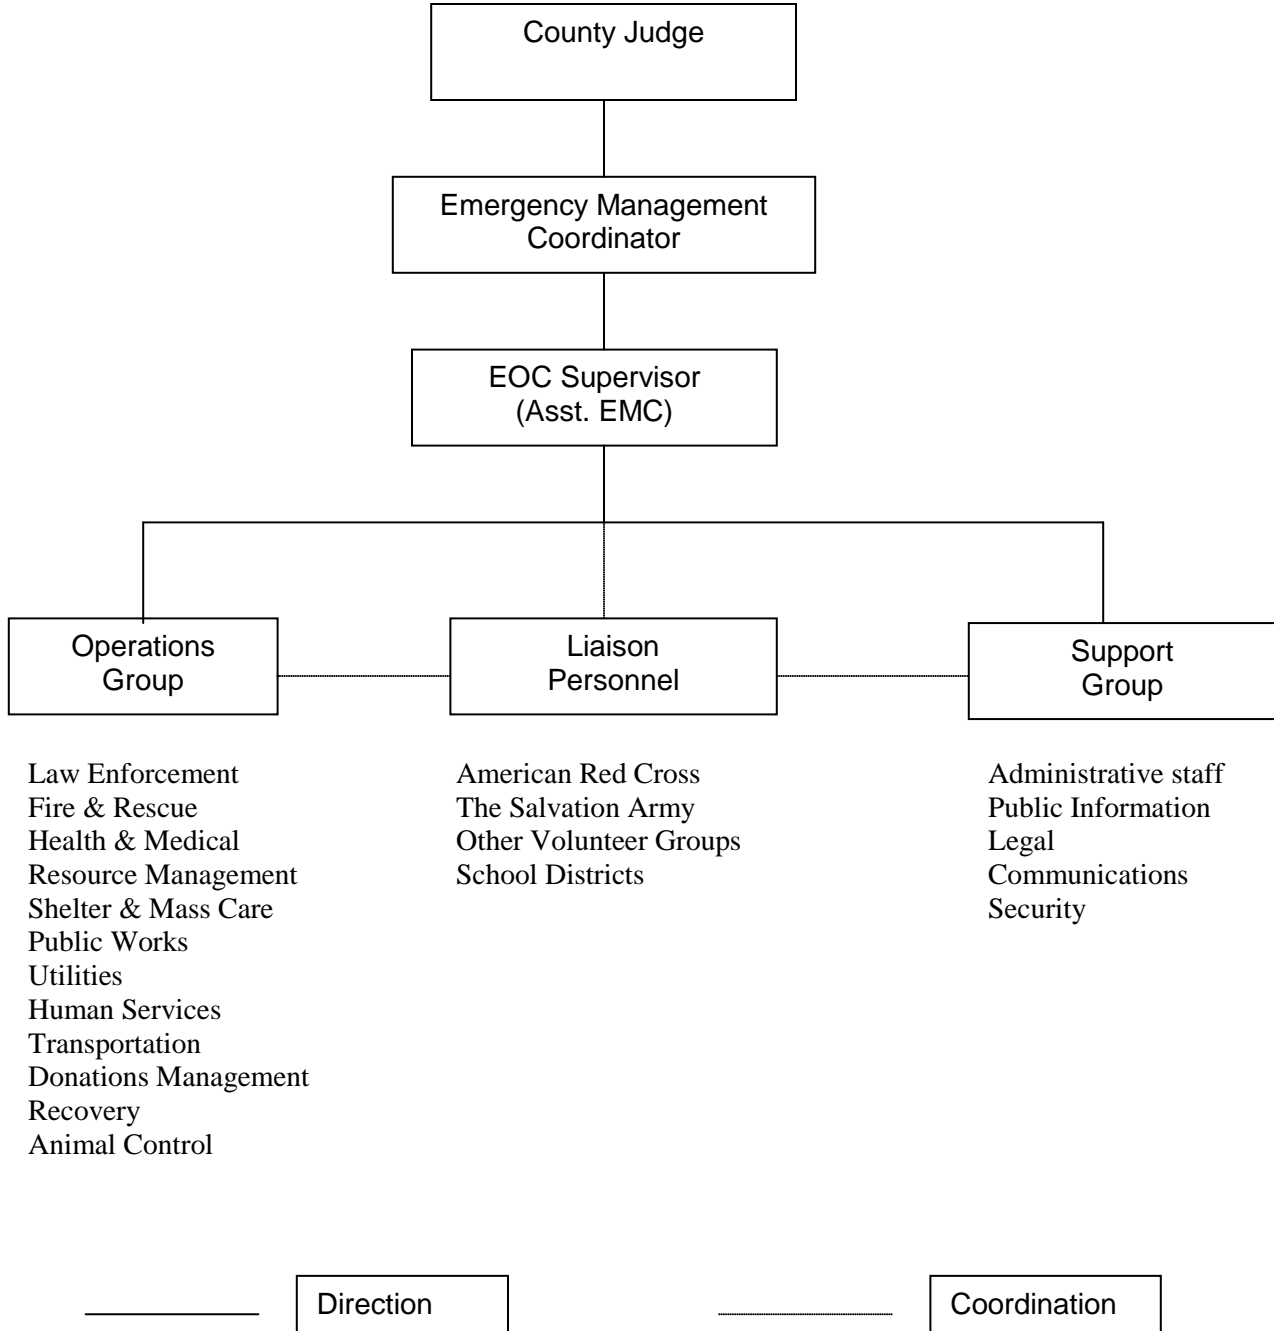 County Judge
Emergency Management
Coordinator
EOC Supervisor
(Asst. EMC)
Operations
Group
Liaison
Personnel
Support
Group
Law Enforcement
Fire & Rescue
Health & Medical
Resource Management
Shelter & Mass Care
Public Works
Utilities
Human Services
Transportation
Donations Management
Recovery
Animal Control
American Red Cross
The Salvation Army
Other Volunteer Groups
School Districts
Administrative staff
Public Information
Legal
Communications
Security
Direction
Coordination